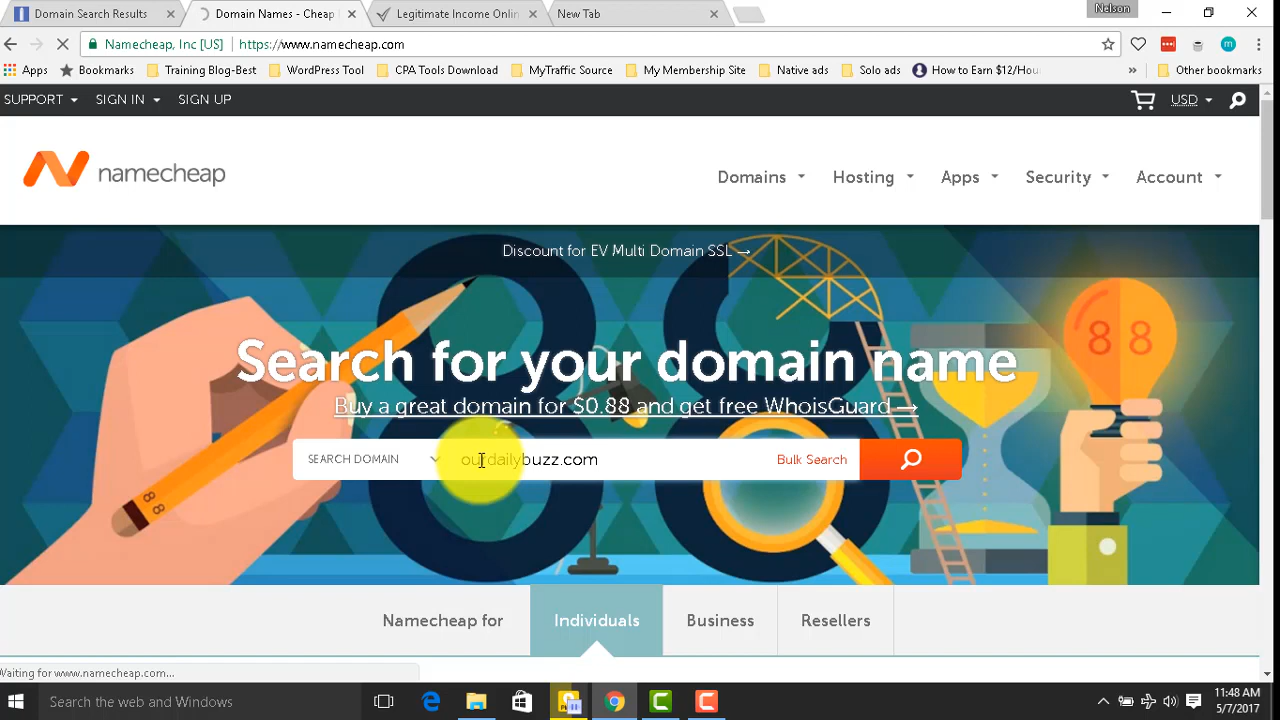 Domain Search Results
Domain Names - Cheap
Legitimate Income Onlin
New Tab
Nelson
Namecheap, Inc [US]
https://www.namecheap.com
m
Apps
Bookmarks
Training Blog-Best
WordPress Tool
CPA Tools Download
MyTraffic Source
My Membership Site
Native ads
Solo ads
How to Earn $12/Hou
»
Other bookmarks
SUPPORT
SIGN IN
SIGN UP
USD
namecheap
Domains
Hosting
Apps
Security
Account
Discount for EV Multi Domain SSL →
88
Search for your domain name
Buy a great domain for $0.88 and get free WhoisGuard →
SEARCH DOMAIN
ourdailybuzz.com
Bulk Search
88
88
Namecheap for
Individuals
Business
Resellers
Waiting for www.namecheap.com...
Search the web and Windows
11:48 AM
5/7/2017